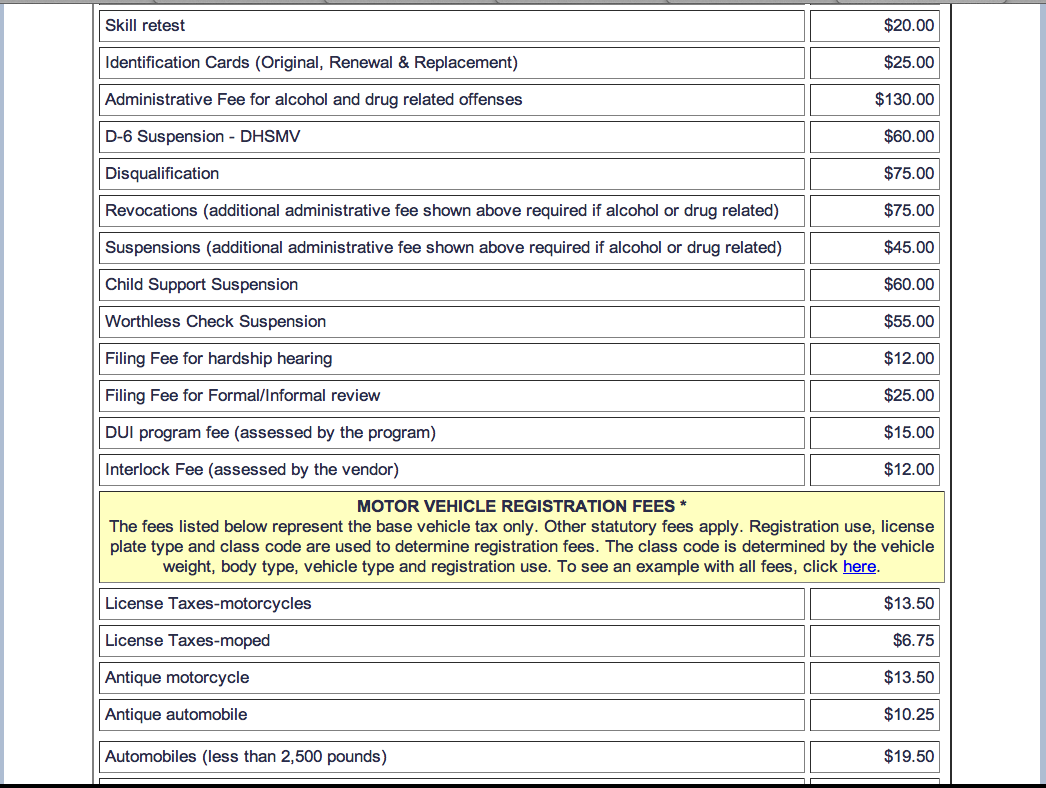 Skill retest $20.00
Identification Cards (Original, Renewal & Replacement) $25.00
Administrative Fee for alcohol and drug related offenses $130.00
D-6 Suspension - DHSMV $60.00
Disqualification $75.00
Revocations (additional administrative fee shown above required if alcohol or drug related) $75.00
Suspensions (additional administrative fee shown above required if alcohol or drug related) $45.00
Child Support Suspension $60.00
Worthless Check Suspension $55.00
Filing Fee for hardship hearing $12.00
Filing Fee for Formal/Informal review $25.00
DUI program fee (assessed by the program) $15.00
Interlock Fee (assessed by the vendor) $12.00
MOTOR VEHICLE REGISTRATION FEES *
The fees listed below represent the base vehicle tax only. Other statutory fees apply. Registration use, license
plate type and class code are used to determine registration fees. The class code is determined by the vehicle
weight, body type, vehicle type and registration use. To see an example with all fees, click here.
License Taxes-motorcycles $13.50
License Taxes-moped $6.75
Antique motorcycle $13.50
Antique automobile $10.25
Automobiles (less than 2,500 pounds) $19.50